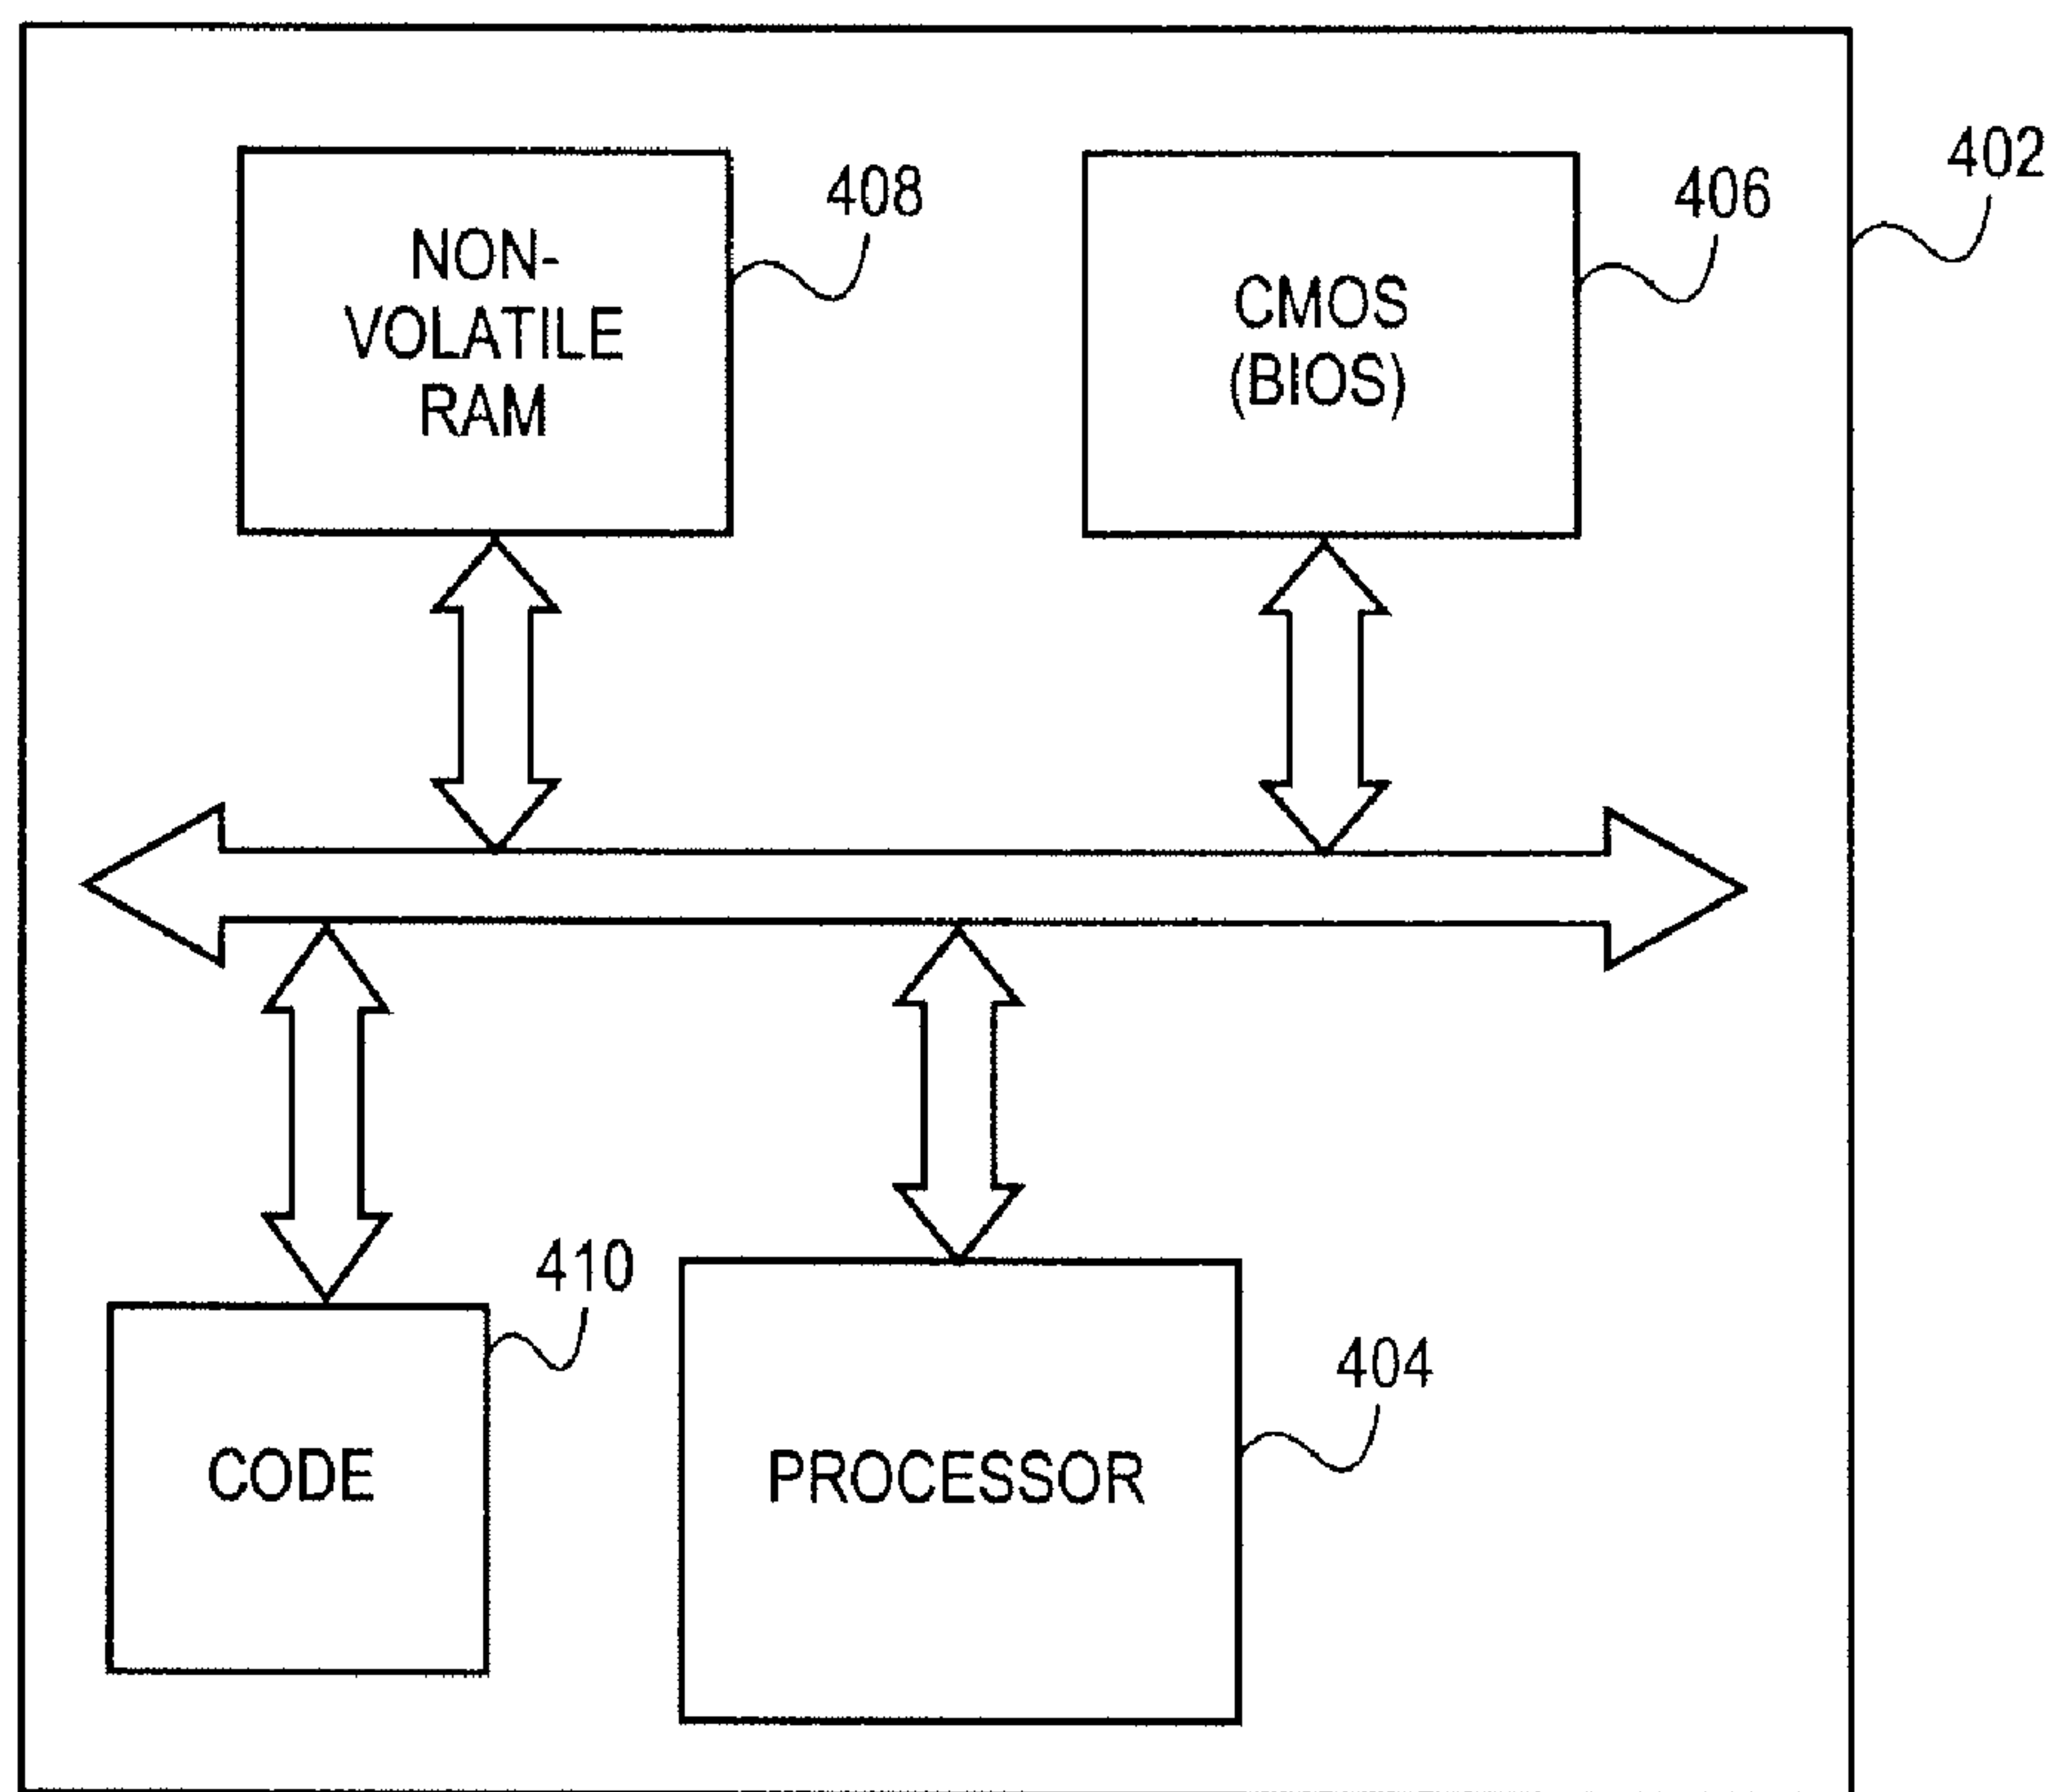 402
408
NON-
VOLATILE
RAM
406
CMOS
(BIOS)
410
CODE
404
PROCESSOR